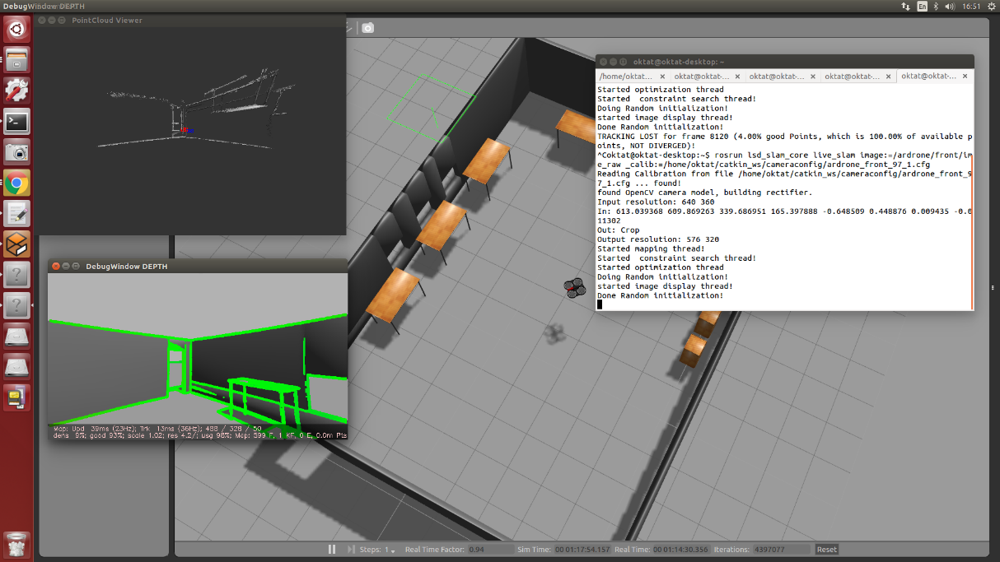 DebugWindow DEPTH
En
16:51
PointCloud Viewer
oktat@oktat-desktop: ~
/home/oktat... oktat@oktat-... oktat@oktat-... oktat@oktat-... oktat@oktat-...
Started optimization thread
Started  constraint search thread!
Doing Random initialization!
started image display thread!
Done Random initialization!
TRACKING LOST for frame 8120 (4.00% good Points, which is 100.00% of available p
oints, NOT DIVERGED)!
^Coktat@oktat-desktop:~$ rosrun lsd_slam_core live_slam image:=/ardrone/front/im
e_raw _calib:=/home/oktat/catkin_ws/cameraconfig/ardrone_front_97_1.cfg
Reading Calibration from file /home/oktat/catkin_ws/cameraconfig/ardrone_front_9
7_1.cfg ... found!
found OpenCV camera model, building rectifier.
Input resolution: 640 360
In: 613.039368 609.869263 339.686951 165.397888 -0.648509 0.448876 0.009435 -0.0
11302
Out: Crop
Output resolution: 576 320
Started mapping thread!
Started  constraint search thread!
Started optimization thread
Doing Random initialization!
started image display thread!
Done Random initialization!
DebugWindow DEPTH
Map: Upd  39ms (23Hz); Trk  13ms (36Hz); 488 / 328 / 50
dens  9%; good 93%; scale 1.02; res 4.2/; usg 98%; Map: 599 F, 1 KF, 0 E, 0.0m Pts
Steps: 1 Real Time Factor: 0.94 Sim Time: 00 01:17:54.157 Real Time: 00 01:14:30.356 Iterations: 4397077 Reset